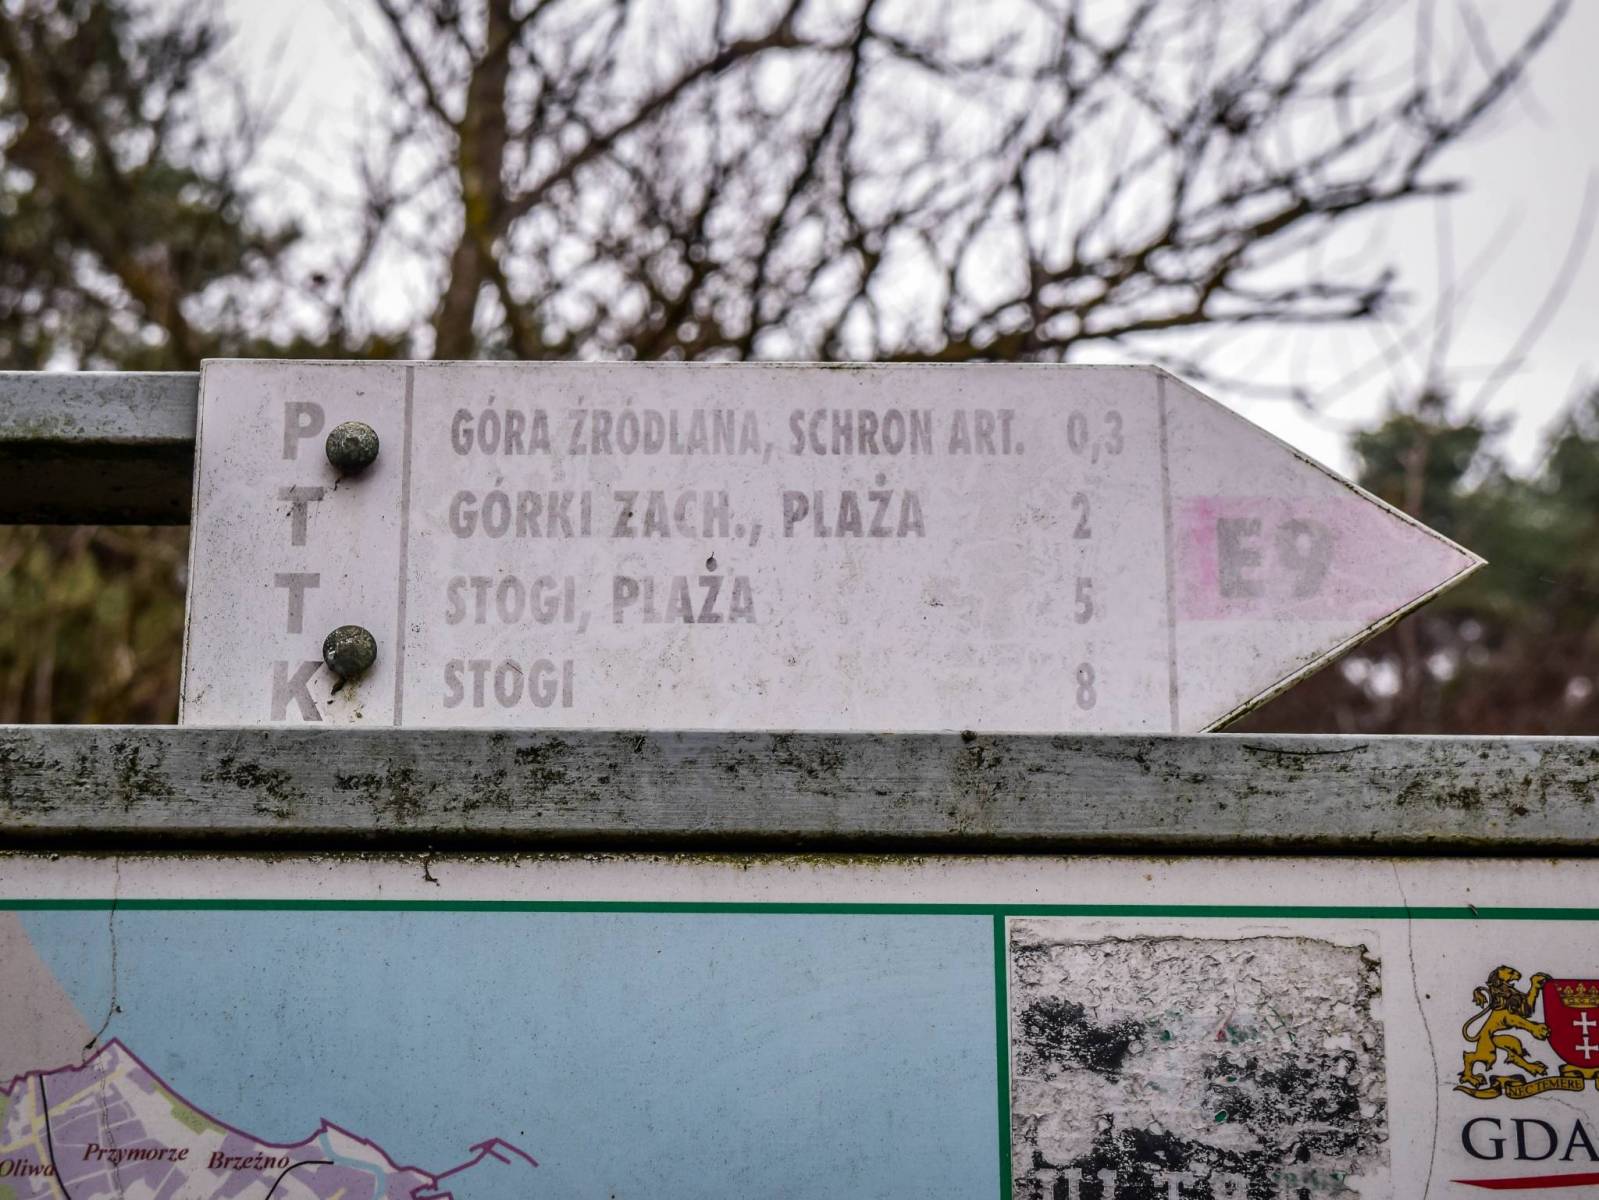 P
T
T
K
GÓRA ŹRÓDLANA, SCHRON ART. 0,3
GÓRKI ZACH., PLAŻA 2
STOGI, PLAŻA 5
STOGI 8
E9
Oliwa
Przymorze
Brzeźno
NEC TEMERE
GDA